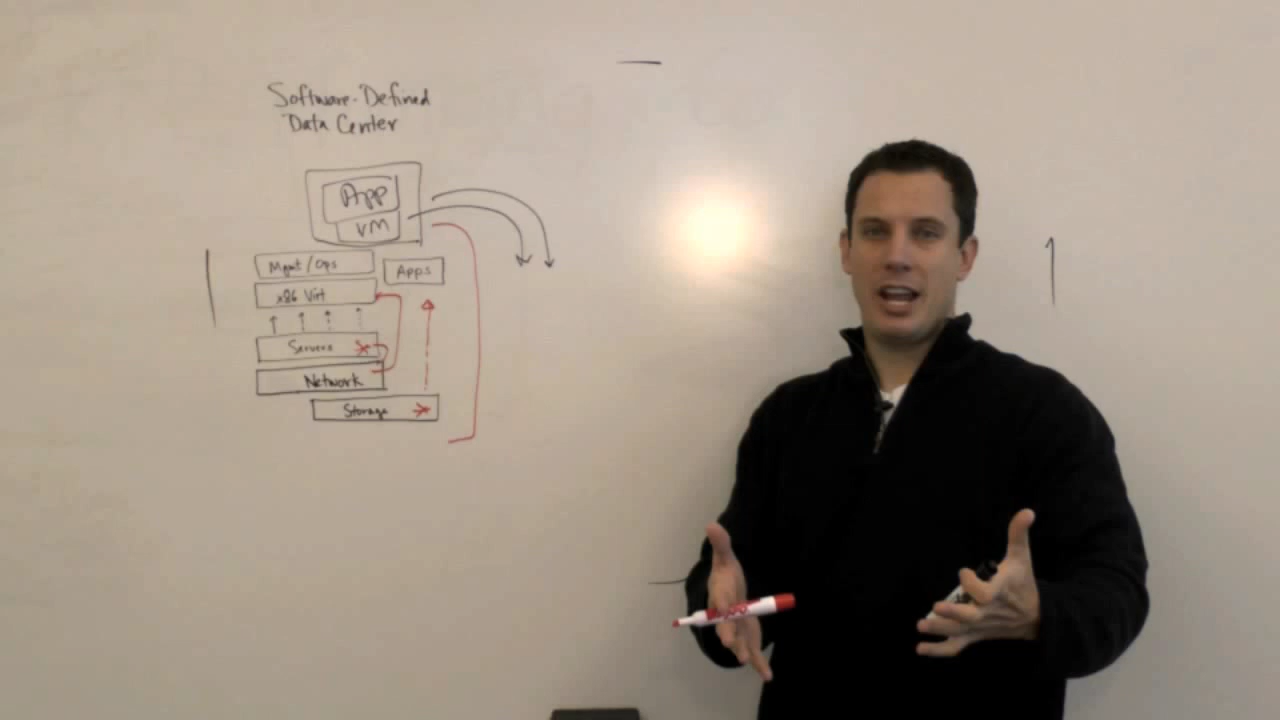 Software-Defined
Data Center
App
VM
Mgmt/Ops
Apps
x86 Virt
Servers
Network
Storage